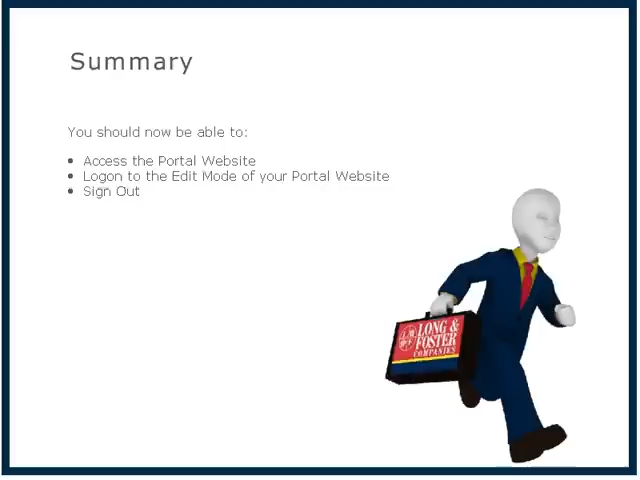 Summary
You should now be able to:
• Access the Portal Website
• Logon to the Edit Mode of your Portal Website
• Sign Out
LONG &
FOSTER
COMPANIES